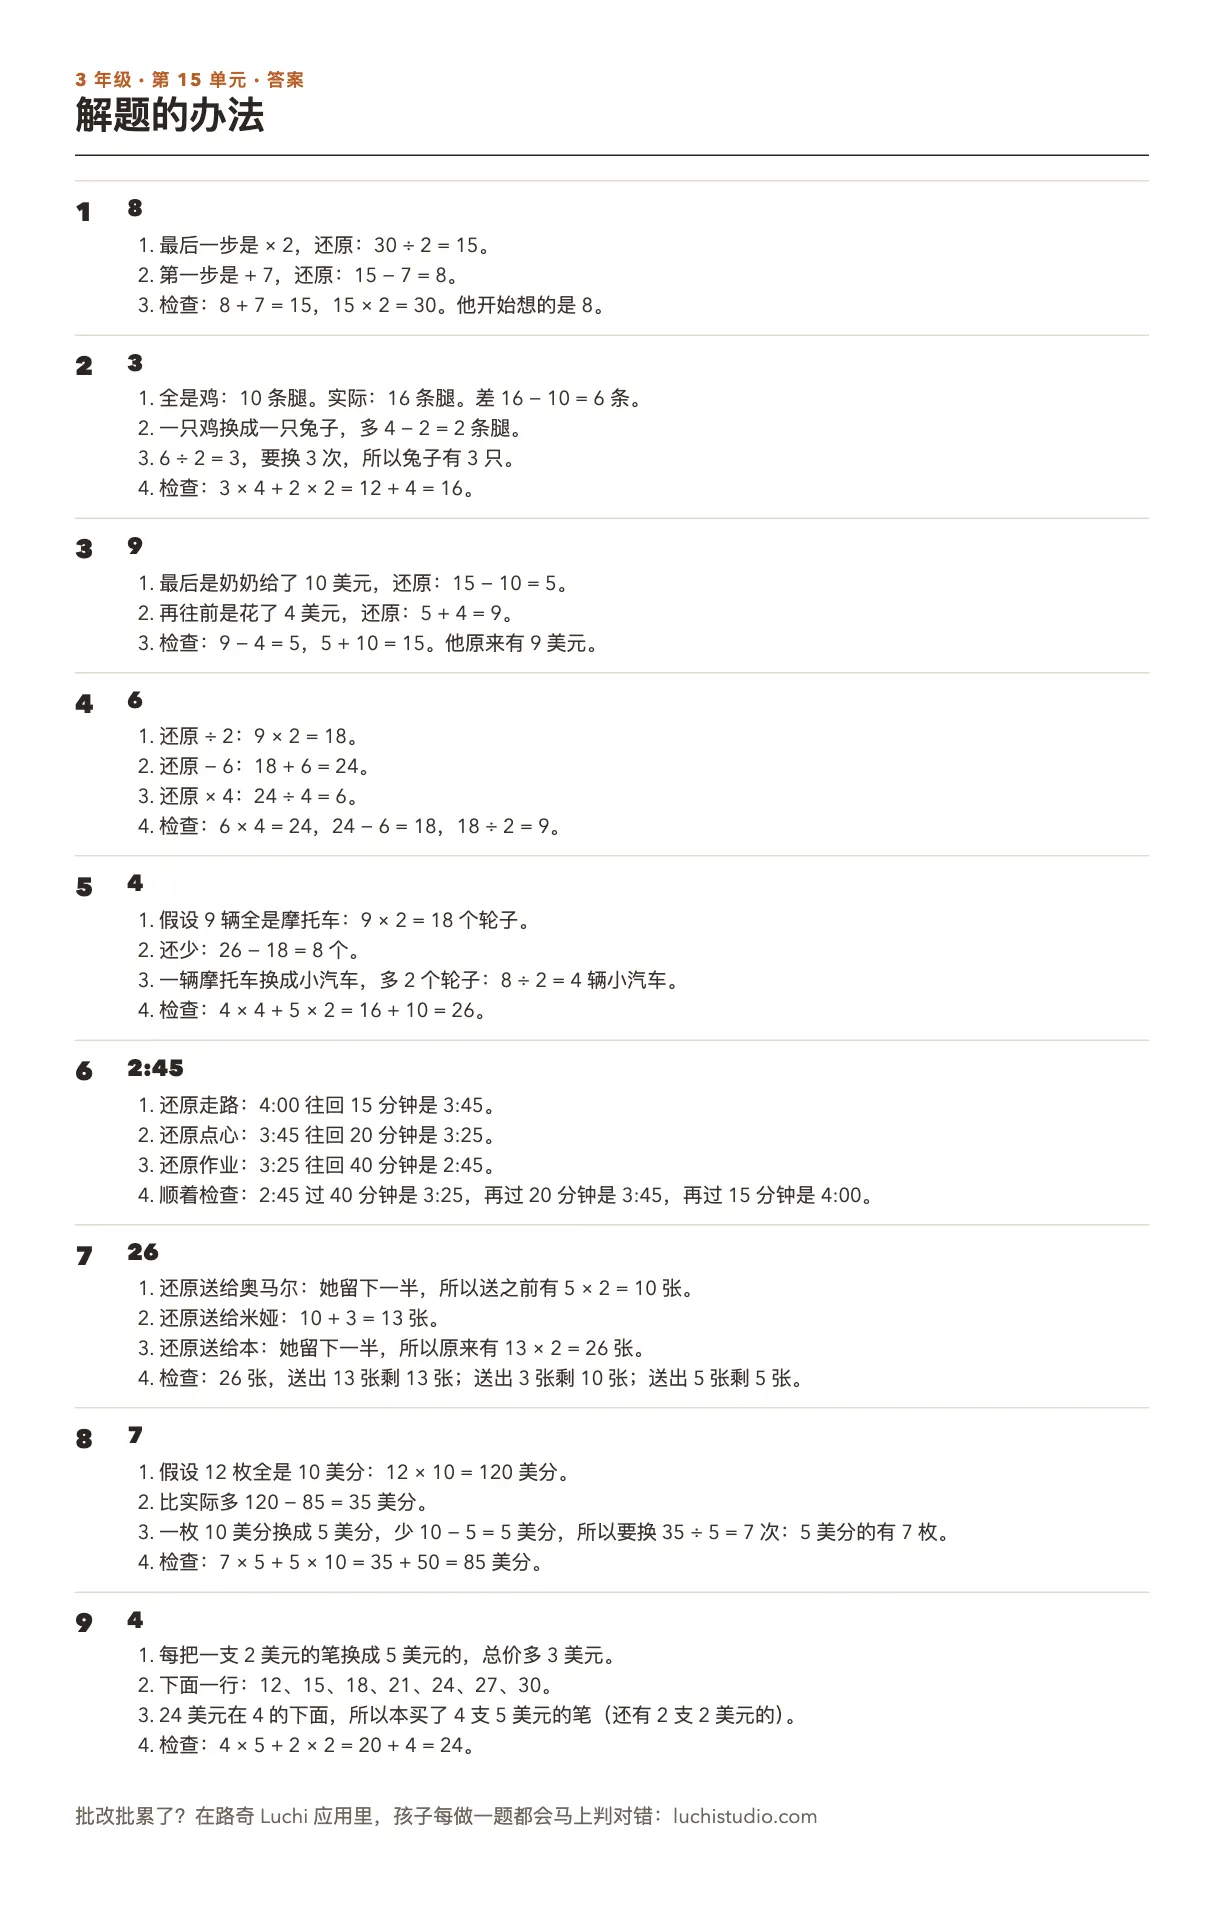 3 年级·第 15 单元·答案
解题的办法
1 8
1. 最后一步是 × 2，还原：30 ÷ 2 = 15。
2. 第一步是 + 7，还原：15 − 7 = 8。
3. 检查：8 + 7 = 15，15 × 2 = 30。他开始想的是 8。
2 3
1. 全是鸡：10 条腿。实际：16 条腿。差 16 − 10 = 6 条。
2. 一只鸡换成一只兔子，多 4 − 2 = 2 条腿。
3. 6 ÷ 2 = 3，要换 3 次，所以兔子有 3 只。
4. 检查：3 × 4 + 2 × 2 = 12 + 4 = 16。
3 9
1. 最后是奶奶给了 10 美元，还原：15 − 10 = 5。
2. 再往前是花了 4 美元，还原：5 + 4 = 9。
3. 检查：9 − 4 = 5，5 + 10 = 15。他原来有 9 美元。
4 6
1. 还原 ÷ 2：9 × 2 = 18。
2. 还原 − 6：18 + 6 = 24。
3. 还原 × 4：24 ÷ 4 = 6。
4. 检查：6 × 4 = 24，24 − 6 = 18，18 ÷ 2 = 9。
5 4
1. 假设 9 辆全是摩托车：9 × 2 = 18 个轮子。
2. 还少：26 − 18 = 8 个。
3. 一辆摩托车换成小汽车，多 2 个轮子：8 ÷ 2 = 4 辆小汽车。
4. 检查：4 × 4 + 5 × 2 = 16 + 10 = 26。
6 2:45
1. 还原走路：4:00 往回 15 分钟是 3:45。
2. 还原点心：3:45 往回 20 分钟是 3:25。
3. 还原作业：3:25 往回 40 分钟是 2:45。
4. 顺着检查：2:45 过 40 分钟是 3:25，再过 20 分钟是 3:45，再过 15 分钟是 4:00。
7 26
1. 还原送给奥马尔：她留下一半，所以送之前有 5 × 2 = 10 张。
2. 还原送给米娅：10 + 3 = 13 张。
3. 还原送给本：她留下一半，所以原来有 13 × 2 = 26 张。
4. 检查：26 张，送出 13 张剩 13 张；送出 3 张剩 10 张；送出 5 张剩 5 张。
8 7
1. 假设 12 枚全是 10 美分：12 × 10 = 120 美分。
2. 比实际多 120 − 85 = 35 美分。
3. 一枚 10 美分换成 5 美分，少 10 − 5 = 5 美分，所以要换 35 ÷ 5 = 7 次：5 美分的有 7 枚。
4. 检查：7 × 5 + 5 × 10 = 35 + 50 = 85 美分。
9 4
1. 每把一支 2 美元的笔换成 5 美元的，总价多 3 美元。
2. 下面一行：12、15、18、21、24、27、30。
3. 24 美元在 4 的下面，所以本买了 4 支 5 美元的笔（还有 2 支 2 美元的）。
4. 检查：4 × 5 + 2 × 2 = 20 + 4 = 24。
批改批累了？在路奇 Luchi 应用里，孩子每做一题都会马上判对错：luchistudio.com